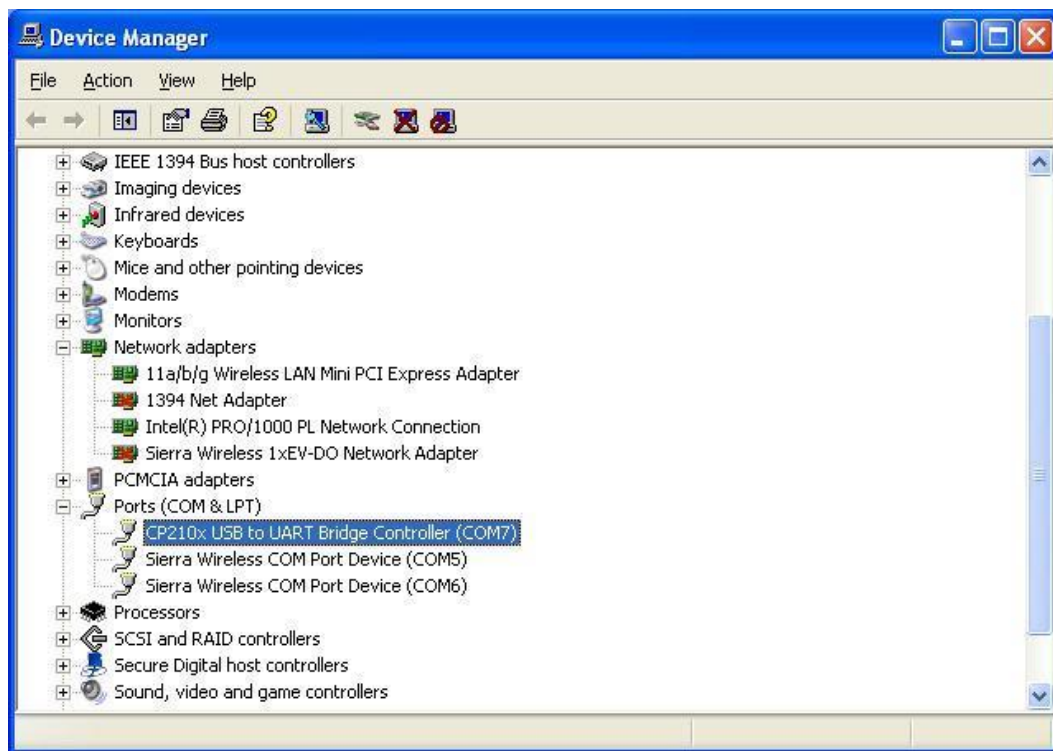 Device Manager
File Action View Help
IEEE 1394 Bus host controllers
Imaging devices
Infrared devices
Keyboards
Mice and other pointing devices
Modems
Monitors
Network adapters
11a/b/g Wireless LAN Mini PCI Express Adapter
1394 Net Adapter
Intel(R) PRO/1000 PL Network Connection
Sierra Wireless 1xEV-DO Network Adapter
PCMCIA adapters
Ports (COM & LPT)
CP210x USB to UART Bridge Controller (COM7)
Sierra Wireless COM Port Device (COM5)
Sierra Wireless COM Port Device (COM6)
Processors
SCSI and RAID controllers
Secure Digital host controllers
Sound, video and game controllers